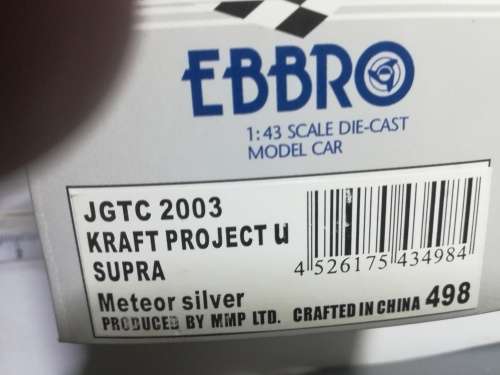 EBBRO
1:43 SCALE DIE-CAST
MODEL CAR
JGTC 2003
KRAFT PROJECT u
SUPRA
4 526175 434984
Meteor silver
PRODUCED BY MMP LTD. CRAFTED IN CHINA 498